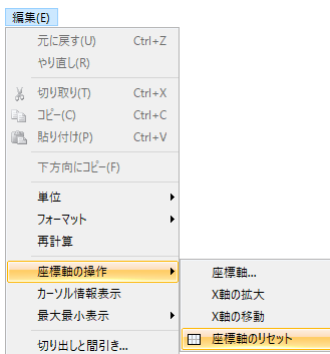 編集(E)
元に戻す(U) Ctrl+Z
やり直し(R)
切り取り(T) Ctrl+X
コピー(C) Ctrl+C
貼り付け(P) Ctrl+V
下方向にコピー(F)
単位
フォーマット
再計算
座標軸の操作
カーソル情報表示
最大最小表示
切り出しと間引き...
座標軸...
X軸の拡大
X軸の移動
座標軸のリセット